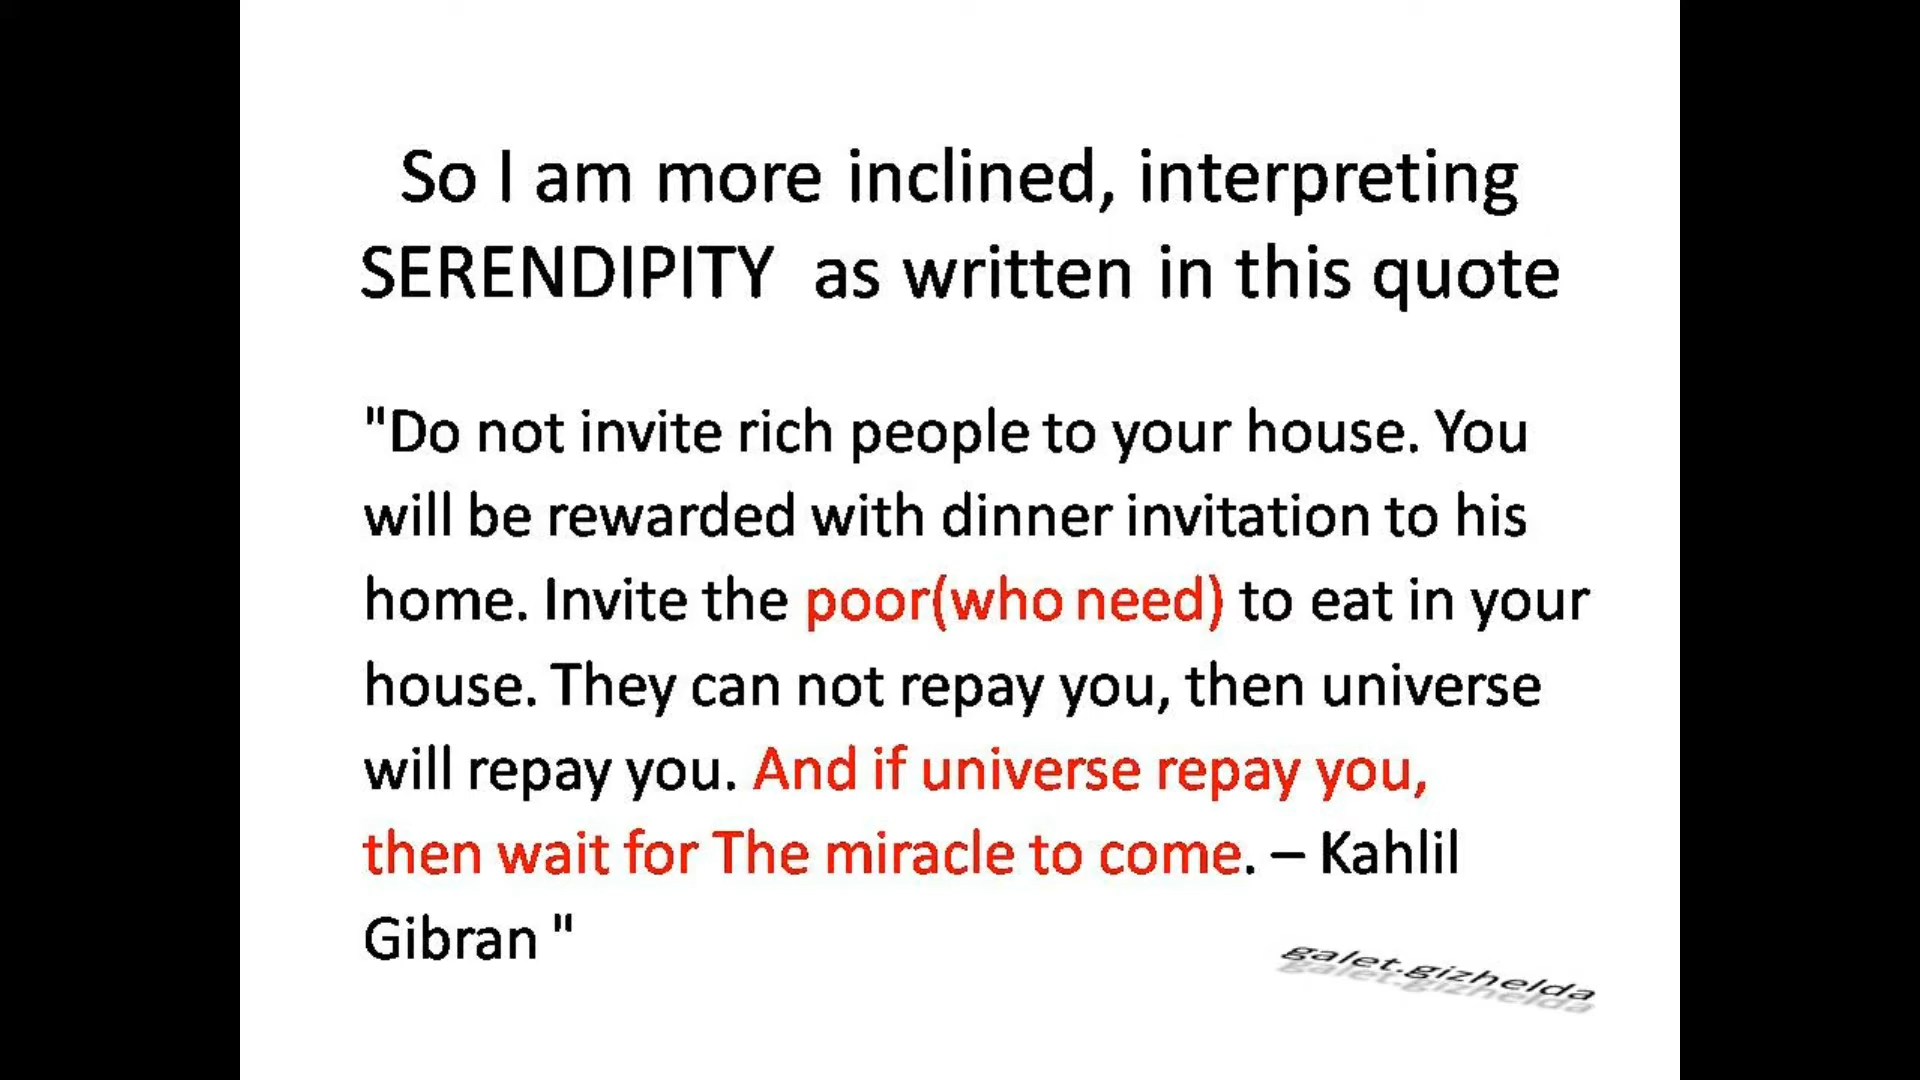 So I am more inclined, interpreting
SERENDIPITY as written in this quote
"Do not invite rich people to your house. You
will be rewarded with dinner invitation to his
home. Invite the poor(who need) to eat in your
house. They can not repay you, then universe
will repay you. And if universe repay you,
then wait for The miracle to come. – Kahlil
Gibran "
galet.gizhelda